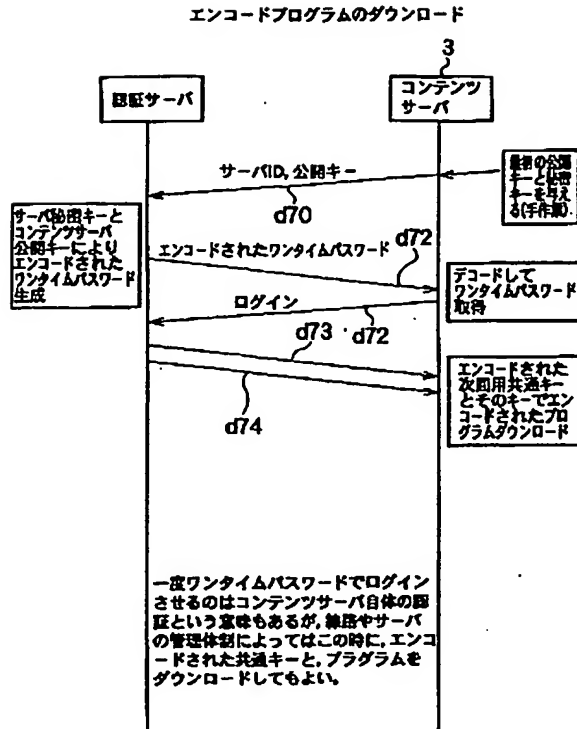 エンコードプログラムのダウンロード
3
認証サーバ
コンテンツ
サーバ
サーバID, 公開キー
d70
最初の公開
キーと秘密
キーを与え
る(手作業)
サーバ秘密キーと
コンテンツサーバ
公開キーにより
エンコードされた
ワンタイムパスワード
生成
エンコードされたワンタイムパスワード
d72
デコードして
ワンタイムパスワード
取得
ログイン
d72
d73
d74
エンコードされた
次回用共通キー
とそのキーでエン
コードされたプロ
グラムダウンロード
一度ワンタイムパスワードでログイン
させるのはコンテンツサーバ自体の認
証という意味もあるが, 線路やサーバ
の管理体制によってはこの時に, エンコ
ードされた共通キーと, プラグラムを
ダウンロードしてもよい。